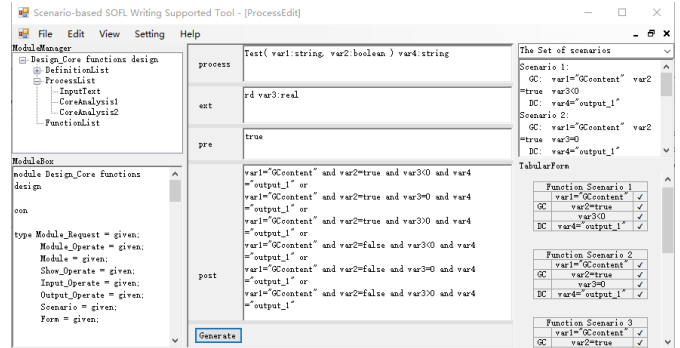 Scenario-based SOFL Writing Supported Tool - [ProcessEdit]
File Edit View Setting Help
ModuleManager
Design_Core functions design
DefinitionList
ProcessList
InputText
CoreAnalysis1
CoreAnalysis2
FunctionList
ModuleBox
module Design_Core functions
design
con
type Module_Request = given;
Module_Operate = given;
Module = given;
Show_Operate = given;
Input_Operate = given;
Output_Operate = given;
Scenario = given;
Form = given;
process
Test( var1:string, var2:boolean ) var4:string
ext
rd var3:real
pre
true
post
var1="GCcontent" and var2=true and var3<0 and var4
="output_1" or
var1="GCcontent" and var2=true and var3=0 and var4
="output_1" or
var1="GCcontent" and var2=true and var3>0 and var4
="output_1" or
var1="GCcontent" and var2=false and var3<0 and var4
="output_1" or
var1="GCcontent" and var2=false and var3=0 and var4
="output_1" or
var1="GCcontent" and var2=false and var3>0 and var4
="output_1"
Generate
The Set of scenarios
Scenario 1:
GC: var1="GCcontent" var2
=true var3<0
DC: var4="output_1"
Scenario 2:
GC: var1="GCcontent" var2
=true var3=0
DC: var4="output_1"
TabularForm
Function Scenario 1
var1="GCcontent" ✓
GC var2=true ✓
var3<0 ✓
DC var4="output_1" ✓
Function Scenario 2
var1="GCcontent" ✓
GC var2=true ✓
var3=0 ✓
DC var4="output_1" ✓
Function Scenario 3
var1="GCcontent" ✓
GC var2=true ✓